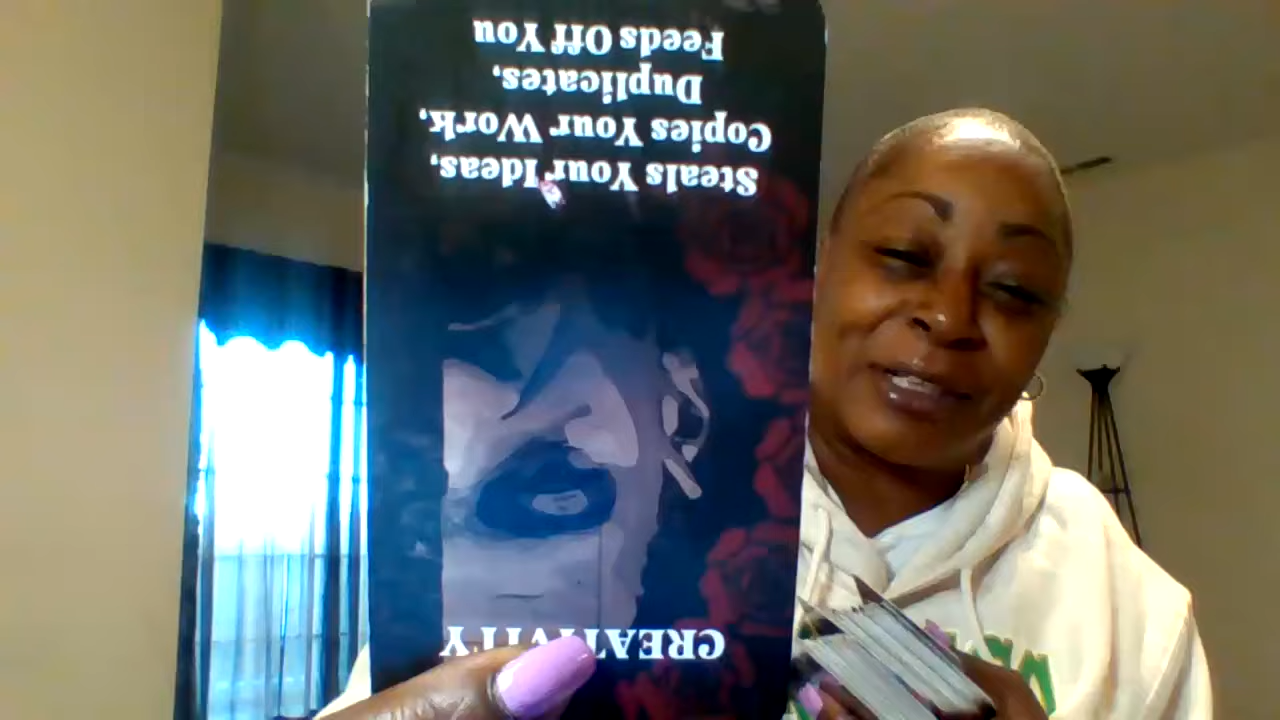 CREATIVITY
Steals Your Ideas,
Copies Your Work,
Duplicates,
Feeds Off You